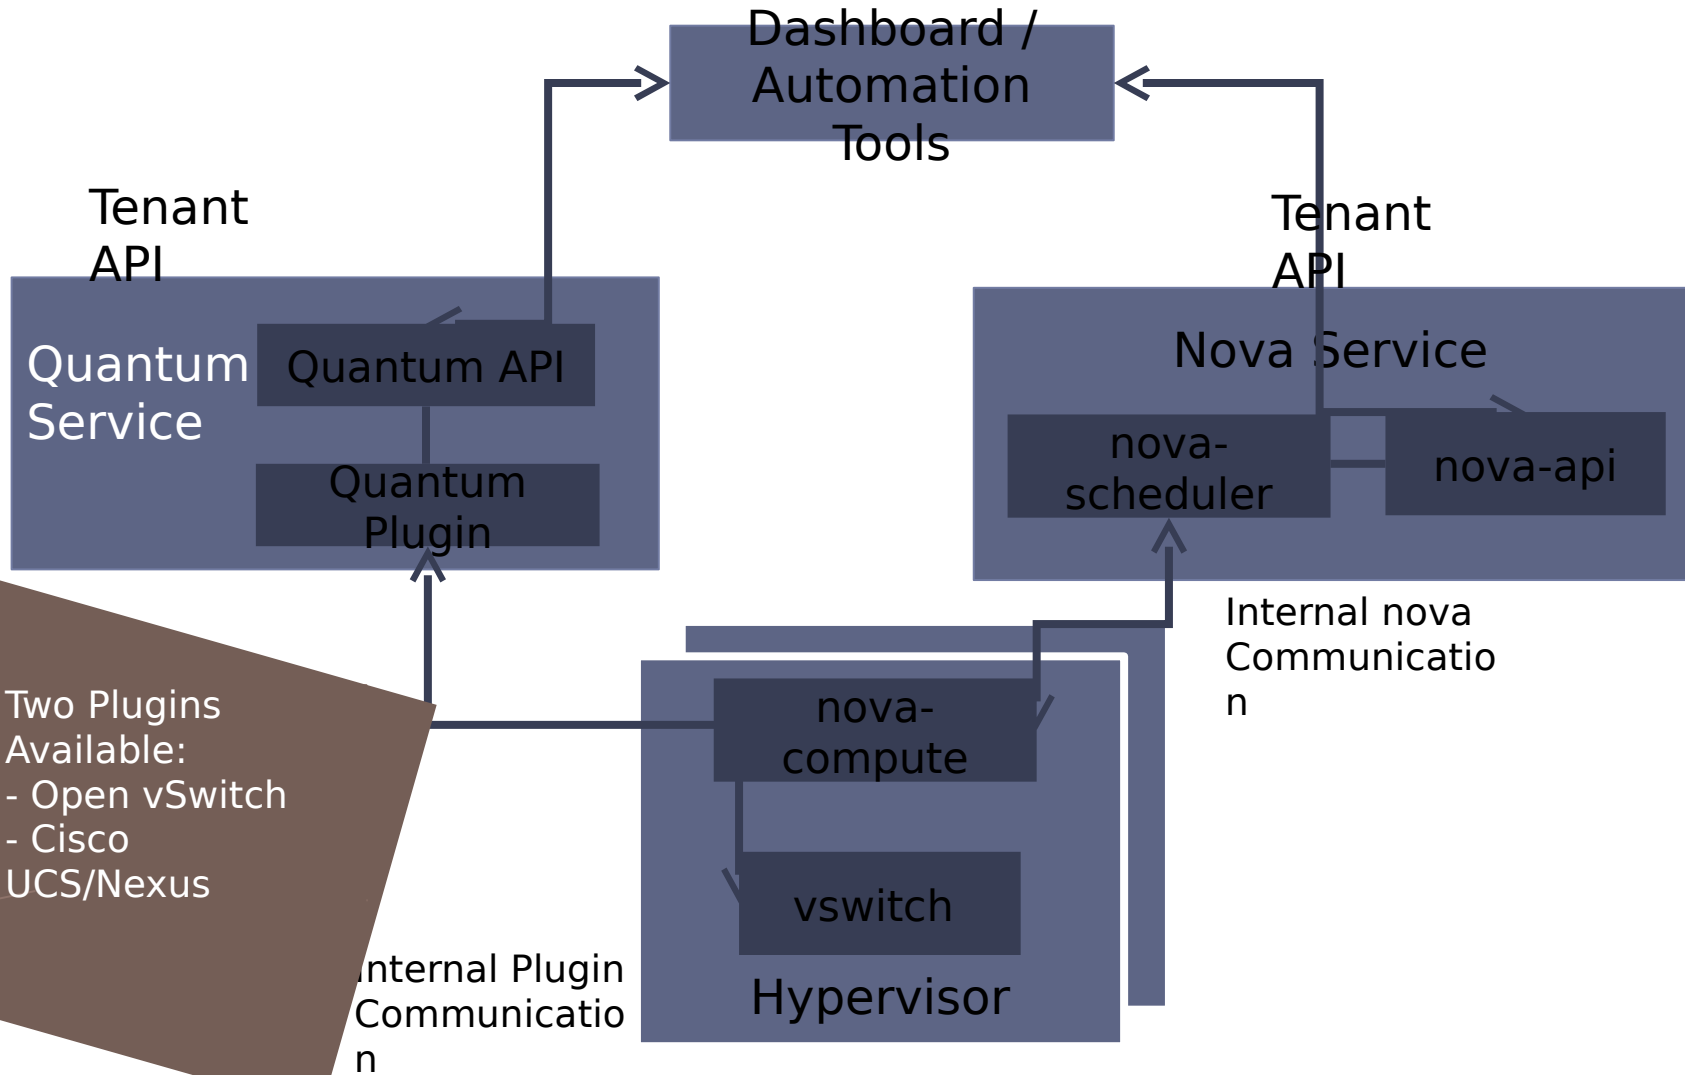 Dashboard /
Automation
Tools
Tenant
API
Tenant
API
Quantum
Service
Quantum API
Quantum
Plugin
Nova Service
nova-
scheduler
nova-api
Internal nova
Communicatio
n
Two Plugins
Available:
- Open vSwitch
- Cisco
UCS/Nexus
nova-
compute
vswitch
Hypervisor
Internal Plugin
Communicatio
n